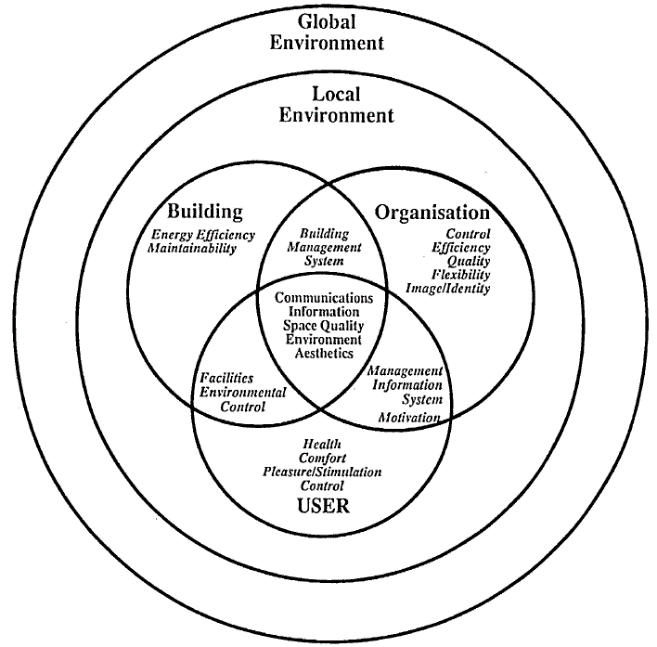 Global
Environment
Local
Environment
Building
Energy Efficiency
Maintainability
Building
Management
System
Organisation
Control
Efficiency
Quality
Flexibility
Image/Identity
Communications
Information
Space Quality
Environment
Aesthetics
Facilities
Environmental
Control
Management
Information
System
Motivation
Health
Comfort
Pleasure/Stimulation
Control
USER